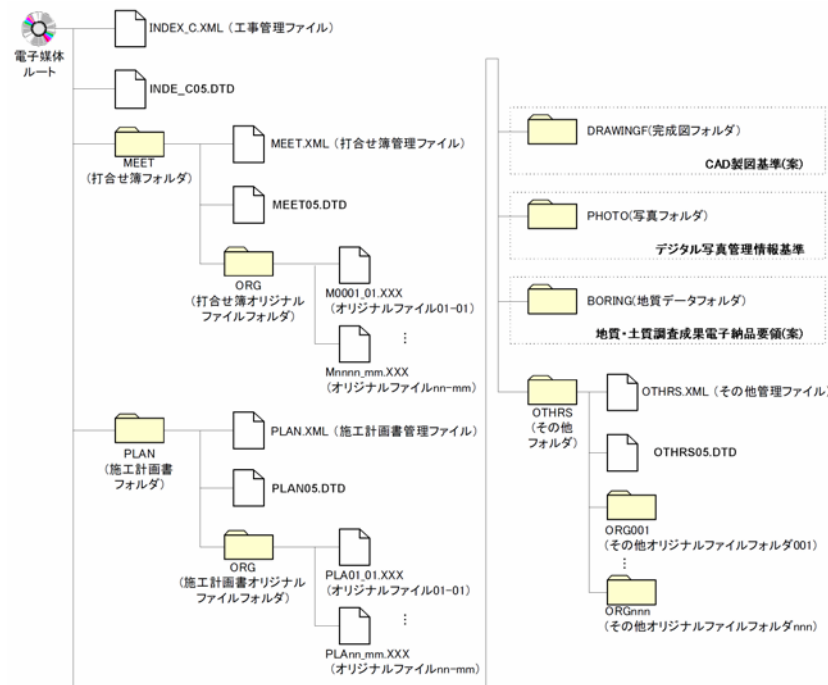 電子媒体
ルート
INDEX_C.XML (工事管理ファイル)
INDE_C05.DTD
MEET
(打合せ簿フォルダ)
MEET.XML (打合せ簿管理ファイル)
MEET05.DTD
ORG
(打合せ簿オリジナル
ファイルフォルダ)
M0001_01.XXX
(オリジナルファイル01-01)
⋮
Mnnnn_mm.XXX
(オリジナルファイルnn-mm)
PLAN
(施工計画書
フォルダ)
PLAN.XML (施工計画書管理ファイル)
PLAN05.DTD
ORG
(施工計画書オリジナル
ファイルフォルダ)
PLA01_01.XXX
(オリジナルファイル01-01)
⋮
PLAnn_mm.XXX
(オリジナルファイルnn-mm)
DRAWINGF(完成図フォルダ)
CAD製図基準(案)
PHOTO(写真フォルダ)
デジタル写真管理情報基準
BORING(地質データフォルダ)
地質・土質調査成果電子納品要領(案)
OTHRS
(その他
フォルダ)
OTHRS.XML (その他管理ファイル)
OTHRS05.DTD
ORG001
(その他オリジナルファイルフォルダ001)
⋮
ORGnnn
(その他オリジナルファイルフォルダnnn)